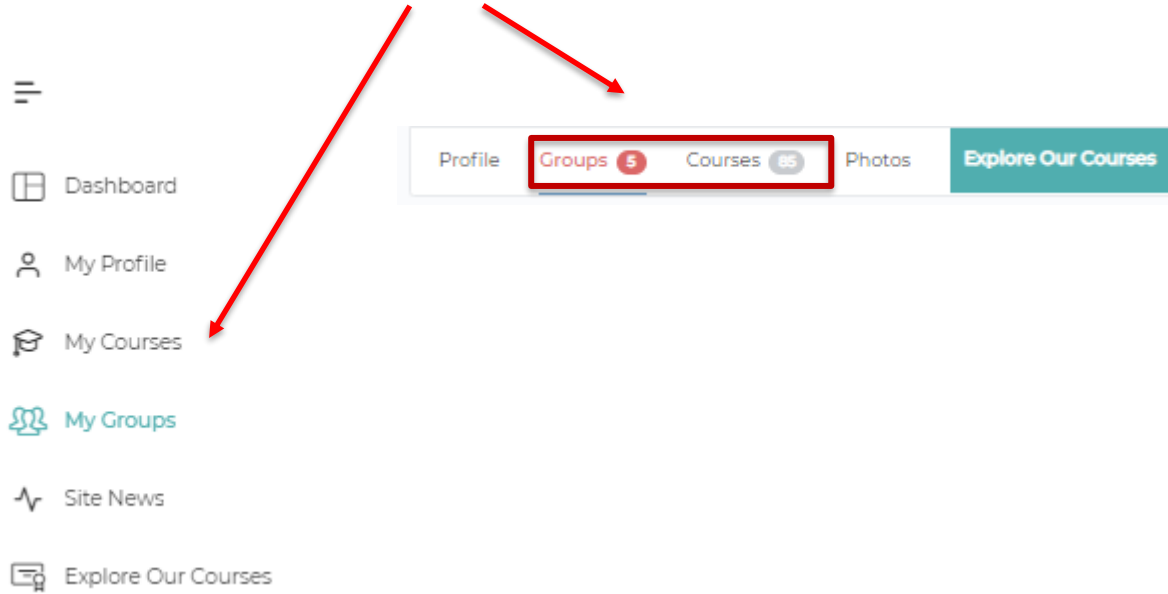 Profile Groups 5 Courses 85 Photos Explore Our Courses
Dashboard
My Profile
My Courses
My Groups
Site News
Explore Our Courses